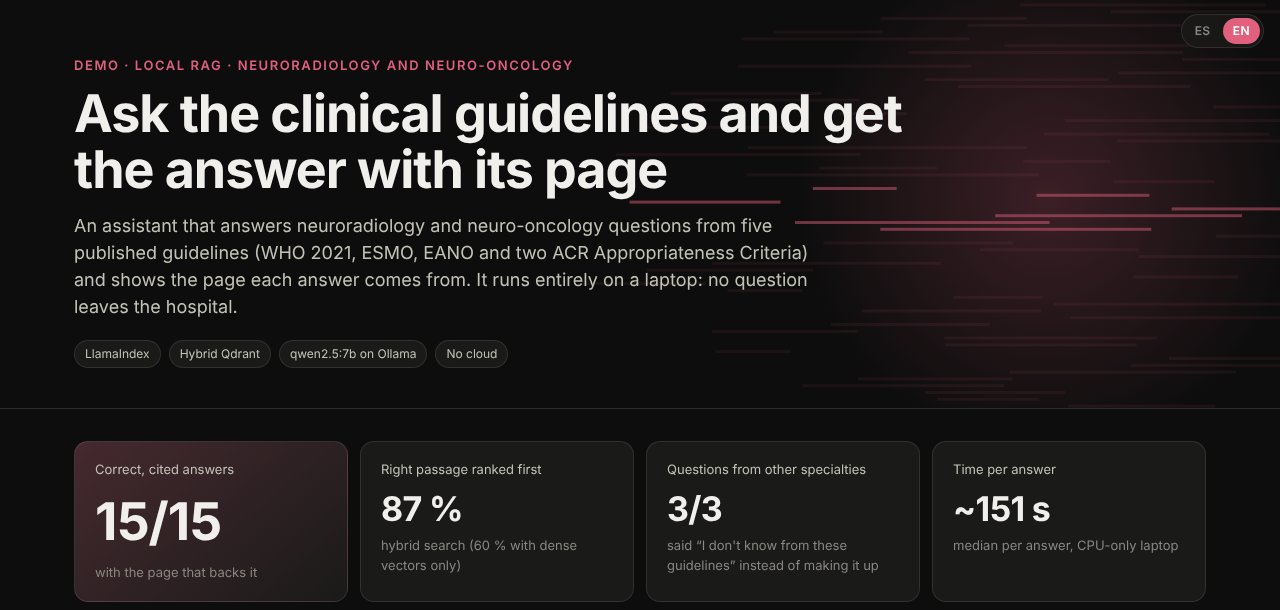 ES
EN
DEMO · LOCAL RAG · NEURORADIOLOGY AND NEURO-ONCOLOGY
Ask the clinical guidelines and get
the answer with its page
An assistant that answers neuroradiology and neuro-oncology questions from five
published guidelines (WHO 2021, ESMO, EANO and two ACR Appropriateness Criteria)
and shows the page each answer comes from. It runs entirely on a laptop: no question
leaves the hospital.
LlamaIndex
Hybrid Qdrant
qwen2.5:7b on Ollama
No cloud
Correct, cited answers
15/15
with the page that backs it
Right passage ranked first
87 %
hybrid search (60 % with dense
vectors only)
Questions from other specialties
3/3
said “I don't know from these
guidelines” instead of making it up
Time per answer
~151 s
median per answer, CPU-only laptop